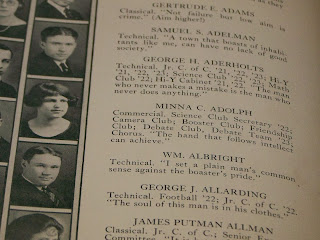 GERTRUDE E. ADAMS
Classical. "Not failure but low aim is
crime." (Aim higher!)
SAMUEL S. ADELMAN
Technical. "A town that boasts of inhabi-
tants like me, can have no lack of good
society."
GEORGE H. ADERHOLTS
Technical. Jr. C. of C. '21, '22, '23; Hi-Y
'21, '22, '23; Science Club '22, '23; Math
Club '22; Hi-Y Cabinet '21, '22. "The man
who never makes a mistake is the man who
never does anything."
MINNA C. ADOLPH
Commercial. Science Club Secretary '22;
Camera Club; Booster Club; Friendship
Club; Debate Club, Debate Team '23;
Chorus. "The hand that follows intellect
can achieve."
WM. ALBRIGHT
Technical. "I set a plain man's common
sense against the boaster's pride."
GEORGE J. ALLARDING
Technical. Football '22; Jr. C. of C. '22.
"The soul of this man is in his clothes."
JAMES PUTNAM ALLMAN
Classical. Jr. C. of C.; Senior
Committee.